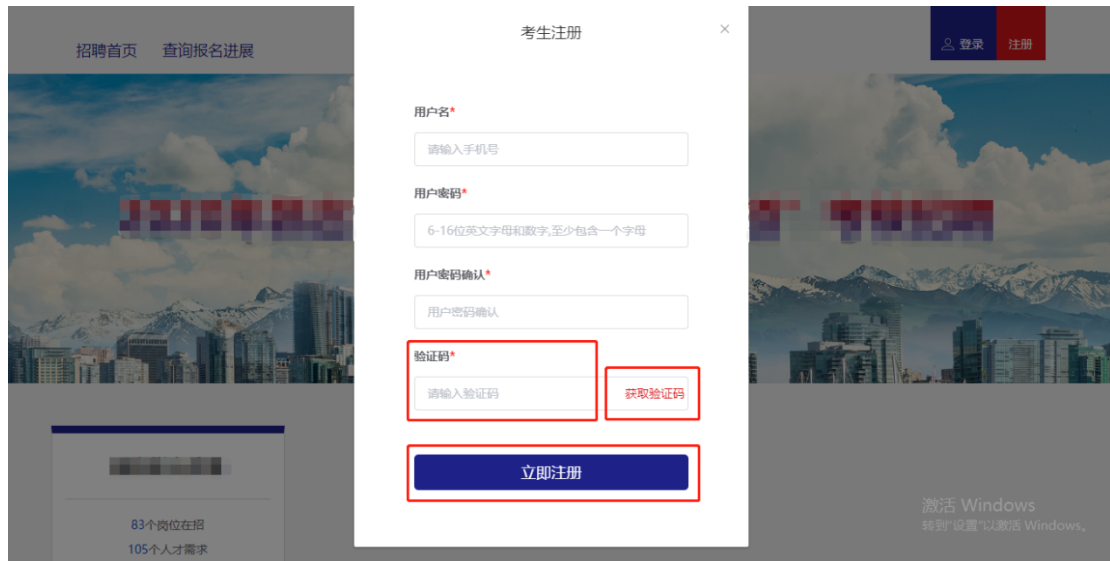 招聘首页 查询报名进展
登录 注册
考生注册
用户名*
请输入手机号
用户密码*
6-16位英文字母和数字,至少包含一个字母
用户密码确认*
用户密码确认
验证码*
请输入验证码 获取验证码
立即注册
83个岗位在招
105个人才需求
激活 Windows
转到"设置"以激活 Windows。